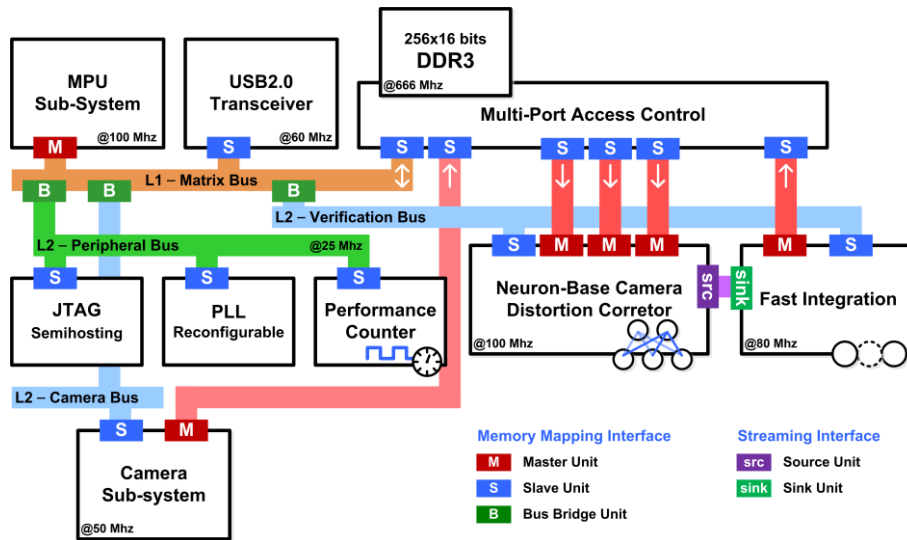 MPU
Sub-System
@100 Mhz
M
USB2.0
Transceiver
@60 Mhz
S
256x16 bits
DDR3
@666 Mhz
Multi-Port Access Control
S
S
S
S
S
S
L1 – Matrix Bus
B
B
B
L2 – Verification Bus
L2 – Peripheral Bus
@25 Mhz
S
S
S
JTAG
Semihosting
PLL
Reconfigurable
Performance
Counter
S
M
M
M
Neuron-Base Camera
Distortion Corretor
@100 Mhz
src
sink
M
S
Fast Integration
@80 Mhz
L2 – Camera Bus
S
M
Camera
Sub-system
@50 Mhz
Memory Mapping Interface
M Master Unit
S Slave Unit
B Bus Bridge Unit
Streaming Interface
src Source Unit
sink Sink Unit